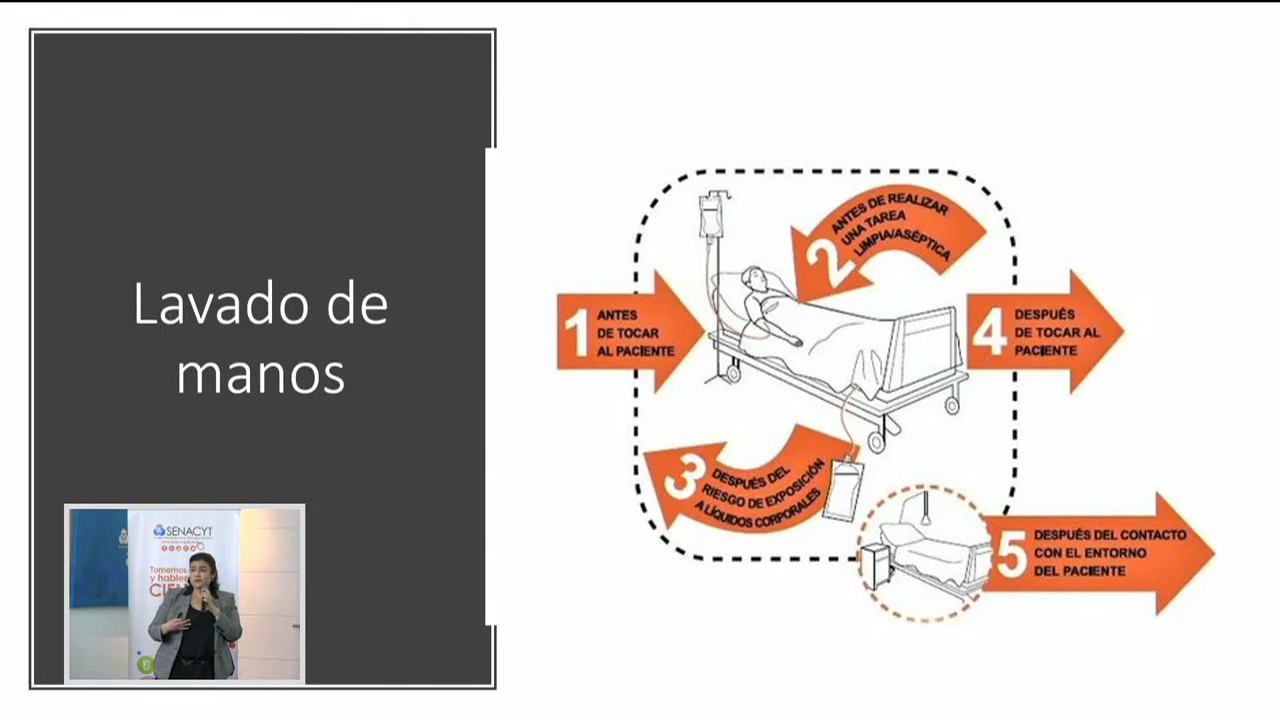 Lavado de
manos
1 ANTES
DE TOCAR
AL PACIENTE
2 ANTES DE REALIZAR
UNA TAREA
LIMPIA/ASÉPTICA
3 DESPUÉS DEL
RIESGO DE EXPOSICIÓN
A LÍQUIDOS CORPORALES
4 DESPUÉS
DE TOCAR AL
PACIENTE
5 DESPUÉS DEL CONTACTO
CON EL ENTORNO
DEL PACIENTE
SENACYT
Tomemos
y hable